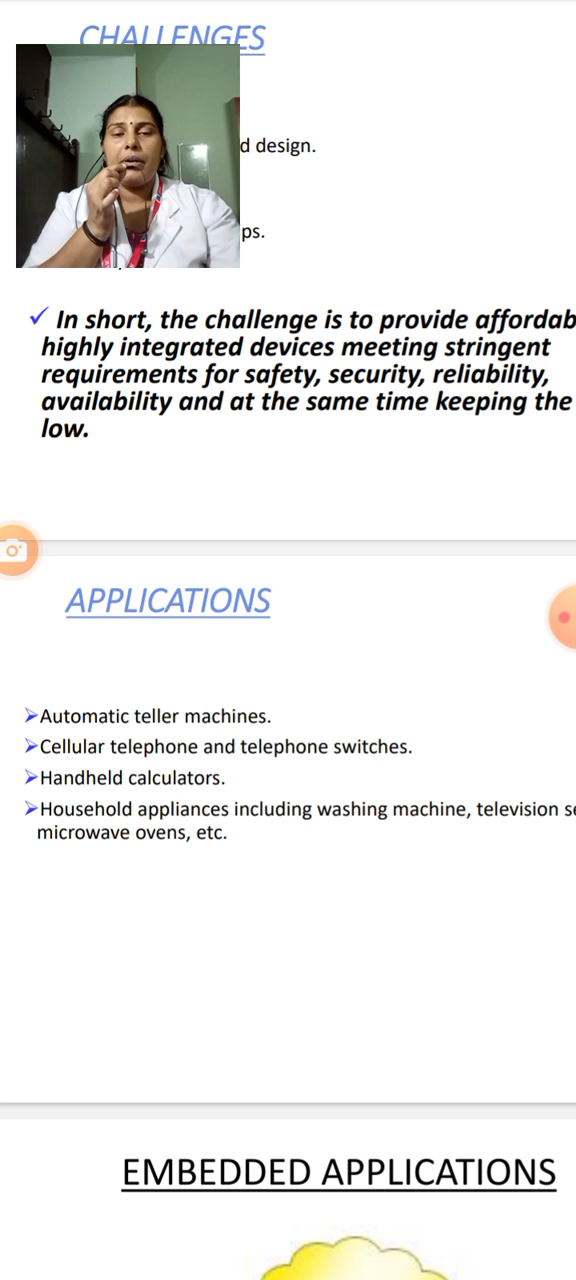 CHALLENGES
d design.
ps.
✓ In short, the challenge is to provide affordab
highly integrated devices meeting stringent
requirements for safety, security, reliability,
availability and at the same time keeping the
low.
APPLICATIONS
➢Automatic teller machines.
➢Cellular telephone and telephone switches.
➢Handheld calculators.
➢Household appliances including washing machine, television se
microwave ovens, etc.
EMBEDDED APPLICATIONS